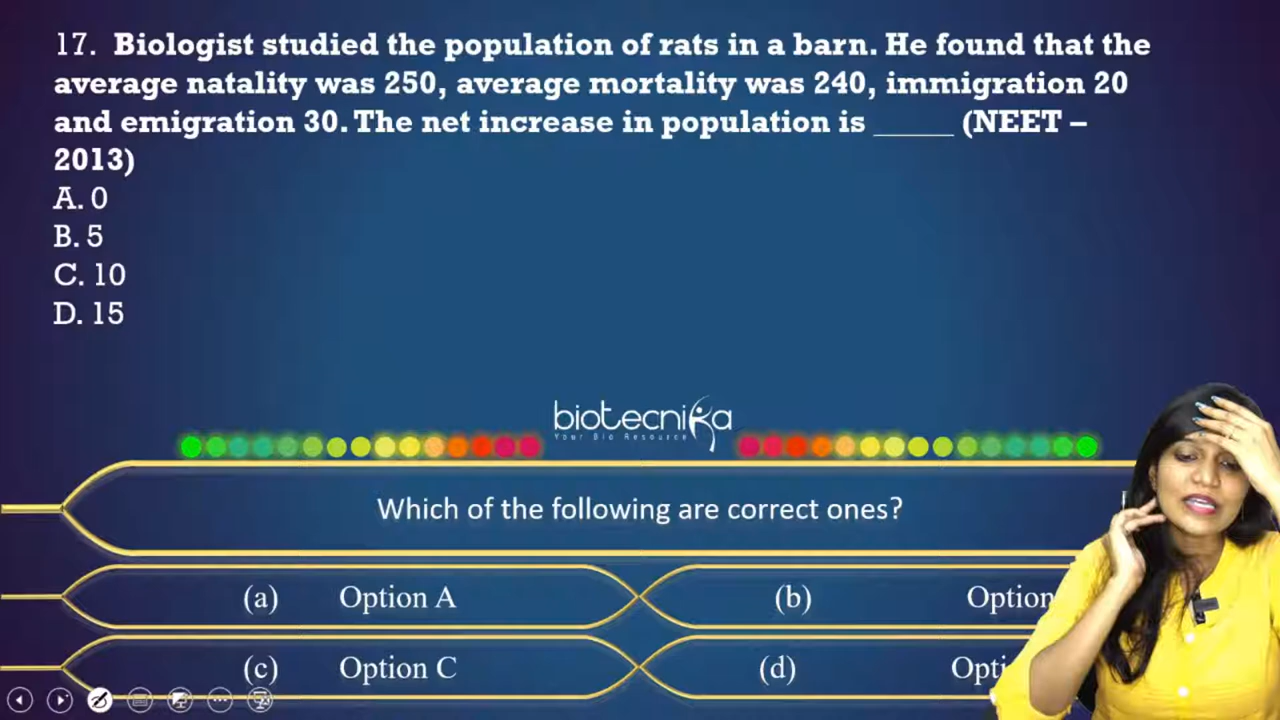 17. Biologist studied the population of rats in a barn. He found that the
average natality was 250, average mortality was 240, immigration 20
and emigration 30. The net increase in population is _____ (NEET –
2013)
A. 0
B. 5
C. 10
D. 15
biotecnika
Your Bio Resource
Which of the following are correct ones?
(a) Option A
(b) Option
(c) Option C
(d)